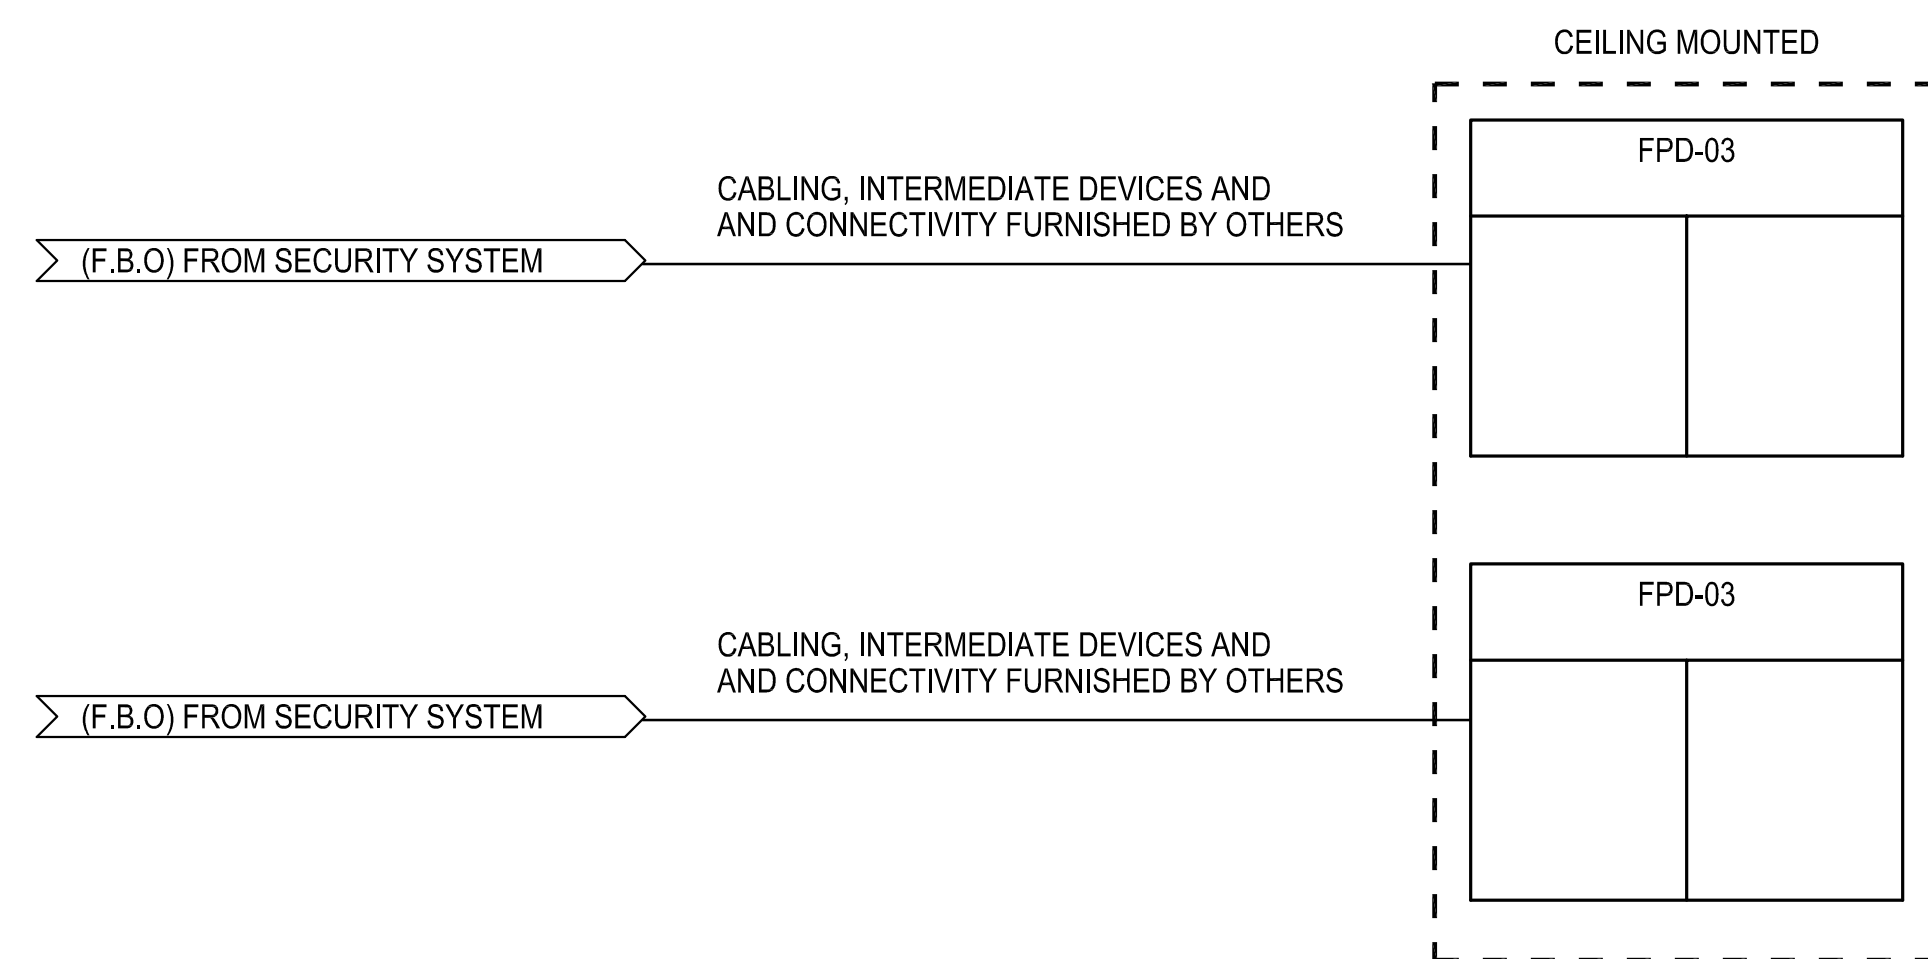 CEILING MOUNTED
FPD-03
CABLING, INTERMEDIATE DEVICES AND
AND CONNECTIVITY FURNISHED BY OTHERS
(F.B.O) FROM SECURITY SYSTEM
FPD-03
CABLING, INTERMEDIATE DEVICES AND
AND CONNECTIVITY FURNISHED BY OTHERS
(F.B.O) FROM SECURITY SYSTEM